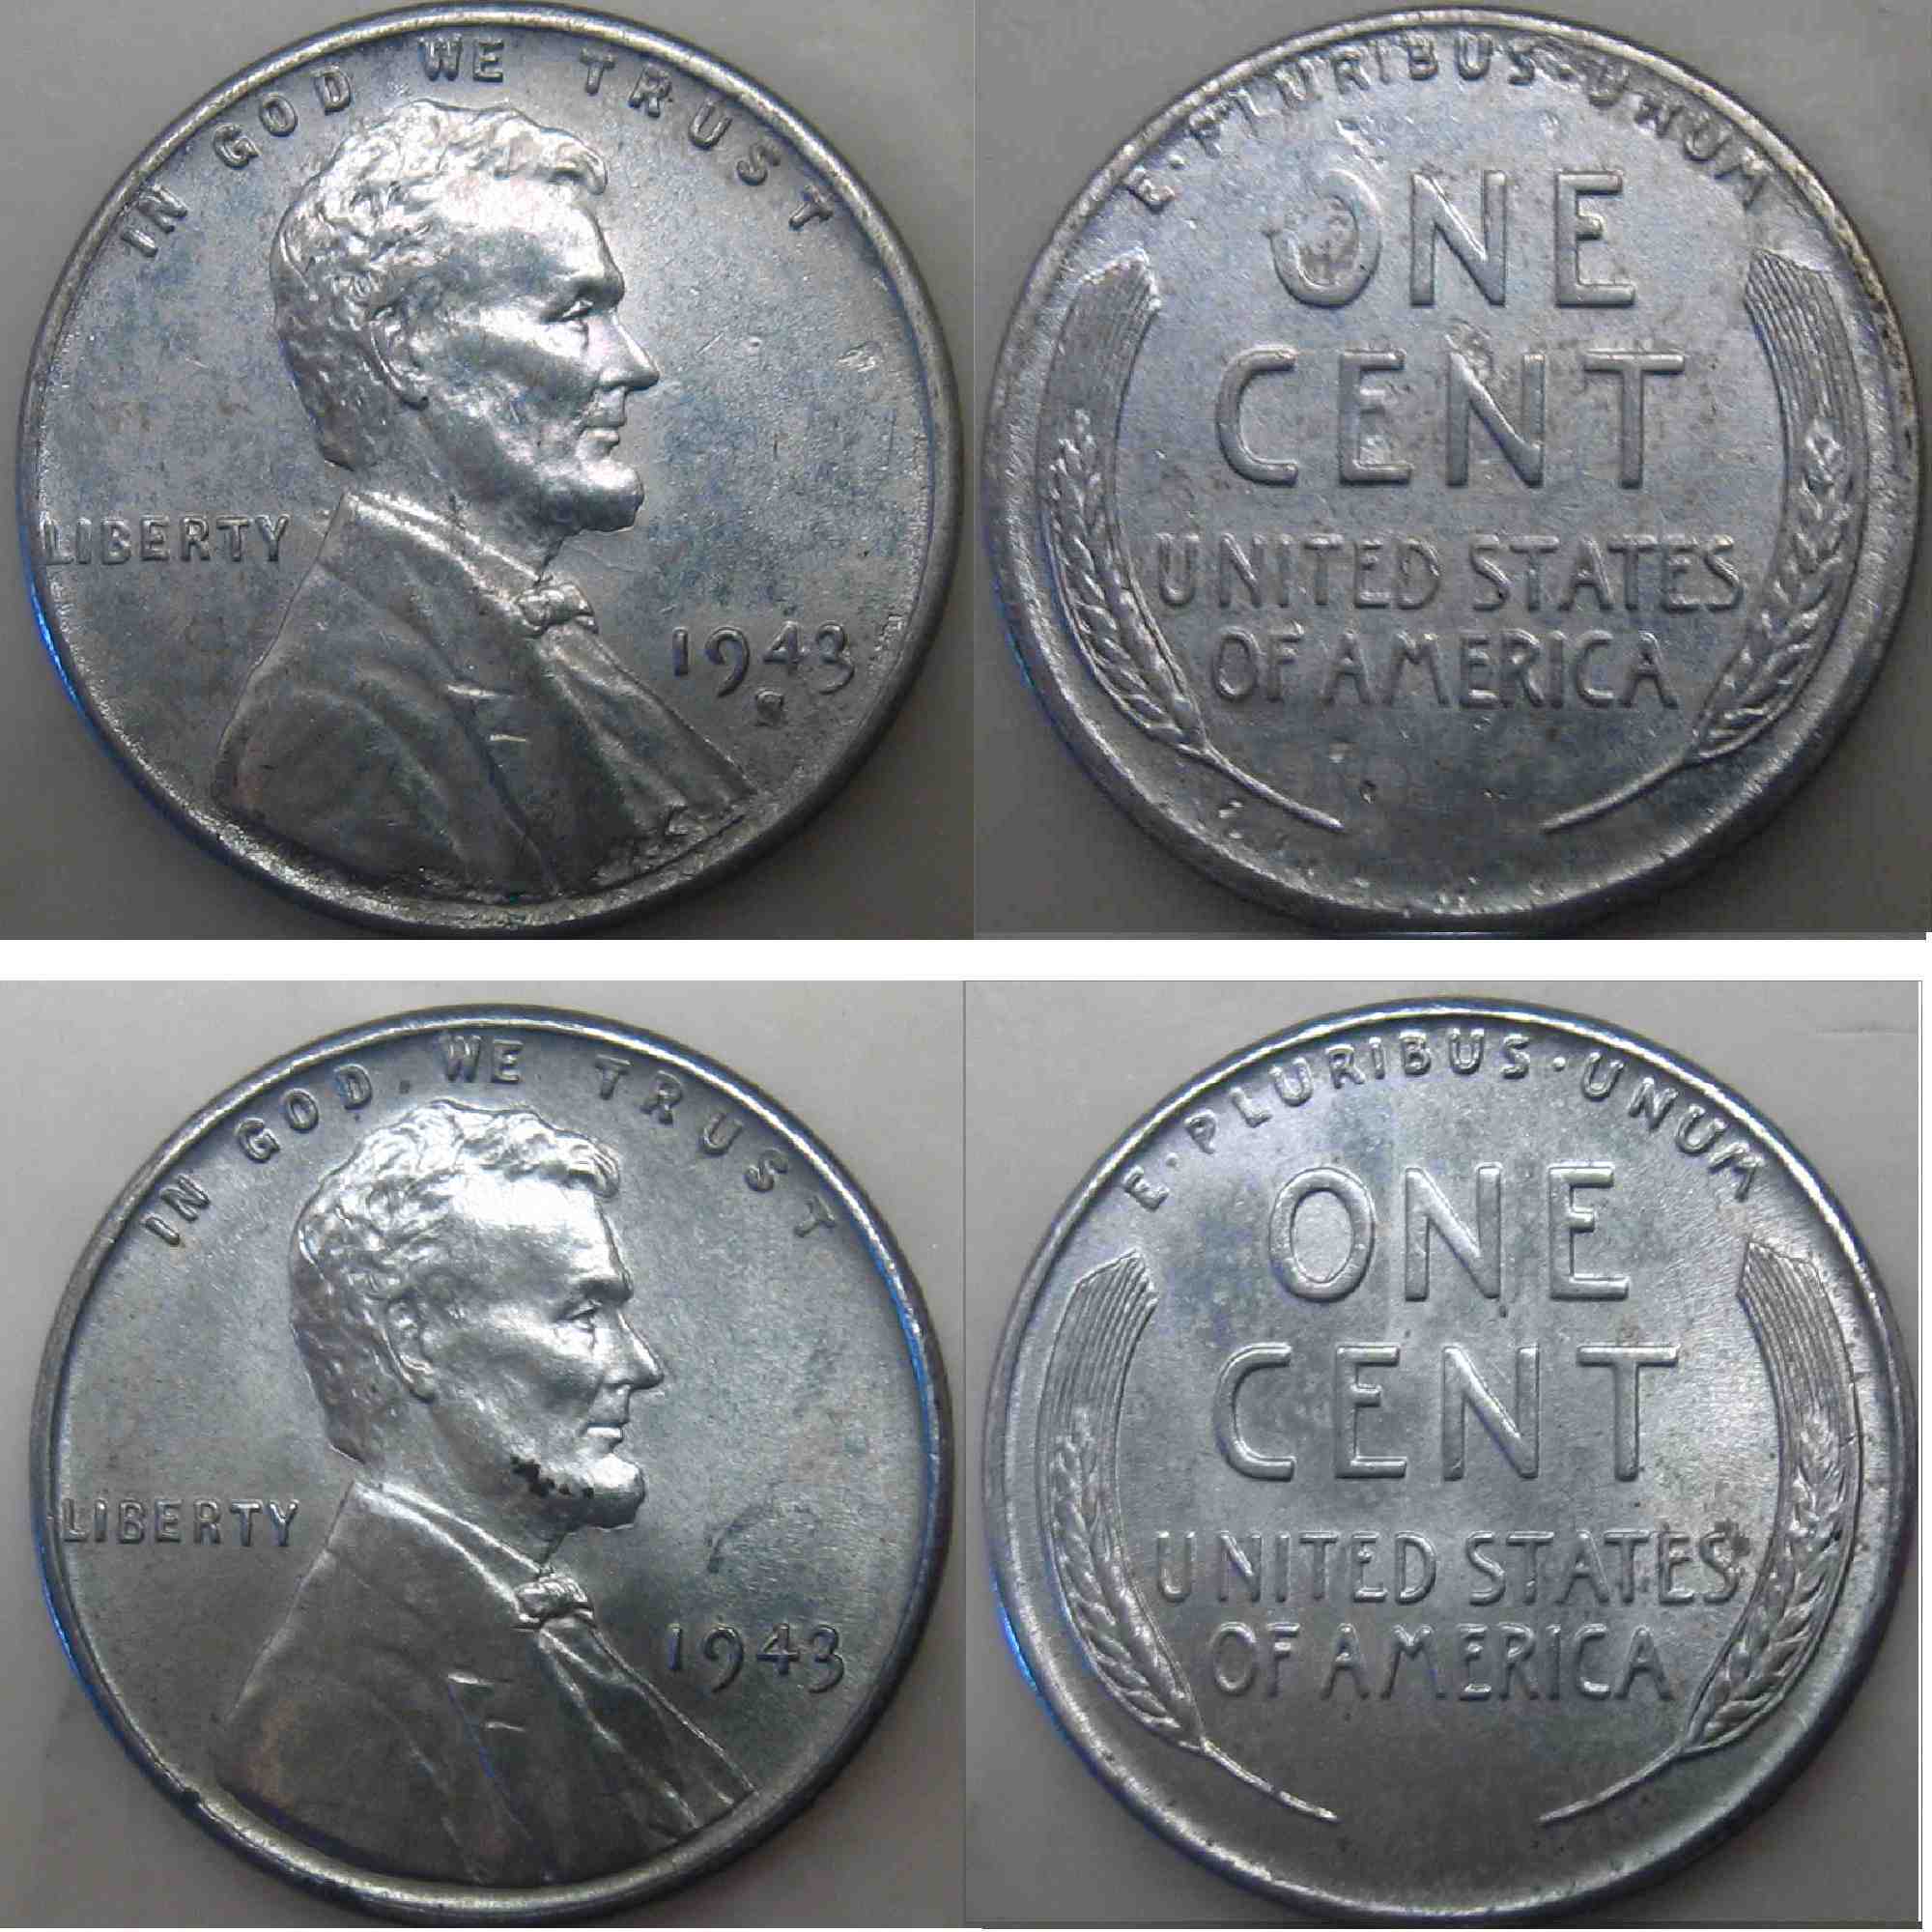 IN GOD WE TRUST
LIBERTY
1943
S
E·PLURIBUS·UNUM
ONE
CENT
UNITED STATES
OF AMERICA
IN GOD WE TRUST
LIBERTY
1943
E·PLURIBUS·UNUM
ONE
CENT
UNITED STATES
OF AMERICA